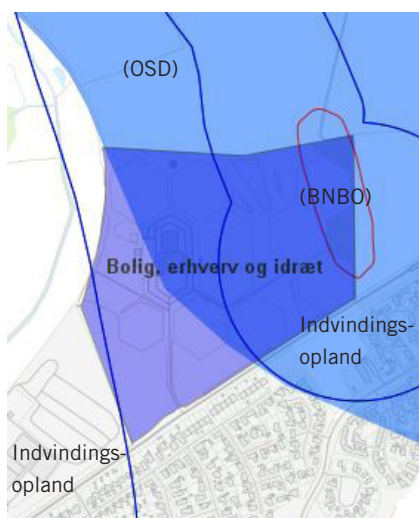 (OSD)
(BNBO)
Bolig, erhverv og idræt
Indvindings-
opland
Indvindings-
opland